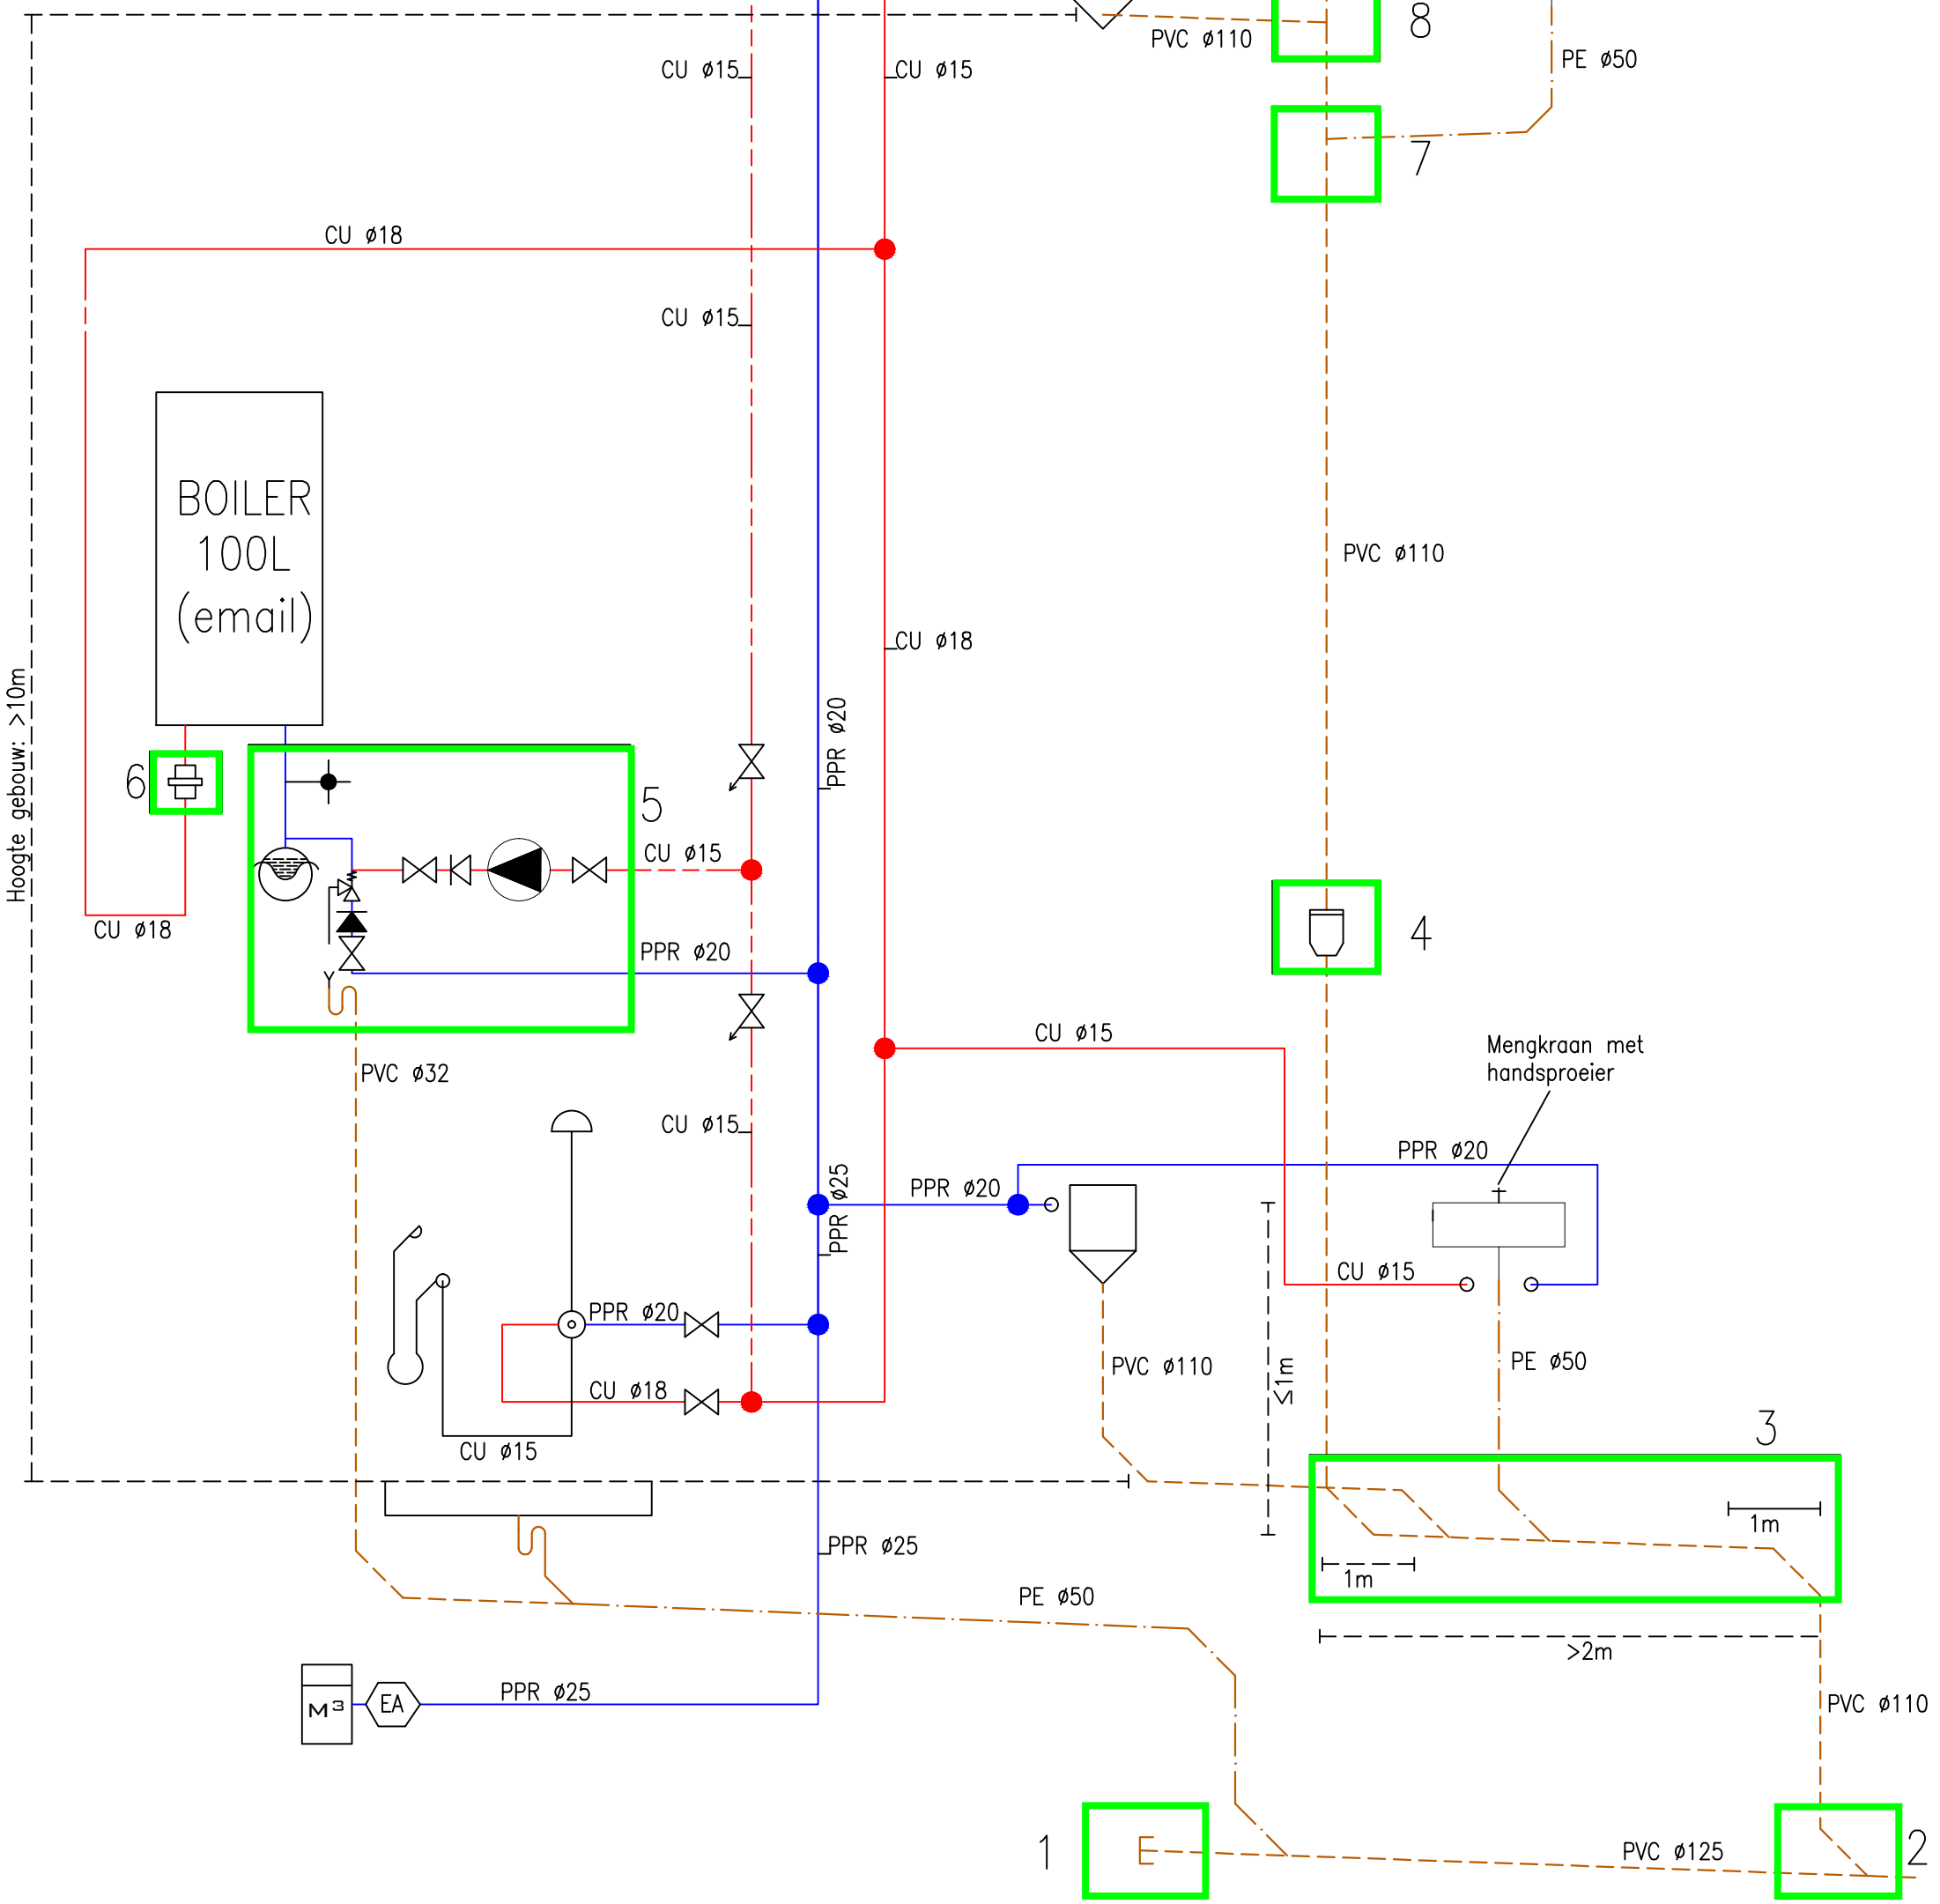 8
PVC ø110
PE ø50
CU ø15
CU ø15
7
CU ø18
CU ø15
PVC ø110
BOILER
100L
(email)
CU ø18
Hoogte gebouw: >10m
PPR ø20
6
5
CU ø15
4
CU ø18
PPR ø20
CU ø15
Mengkraan met
handsproeier
PVC ø32
CU ø15
PPR ø20
PPR ø25
PPR ø20
CU ø15
PPR ø20
PVC ø110
≤1m
PE ø50
CU ø18
3
CU ø15
1m
PPR ø25
1m
PE ø50
>2m
M³
EA
PPR ø25
PVC ø110
1
PVC ø125
2